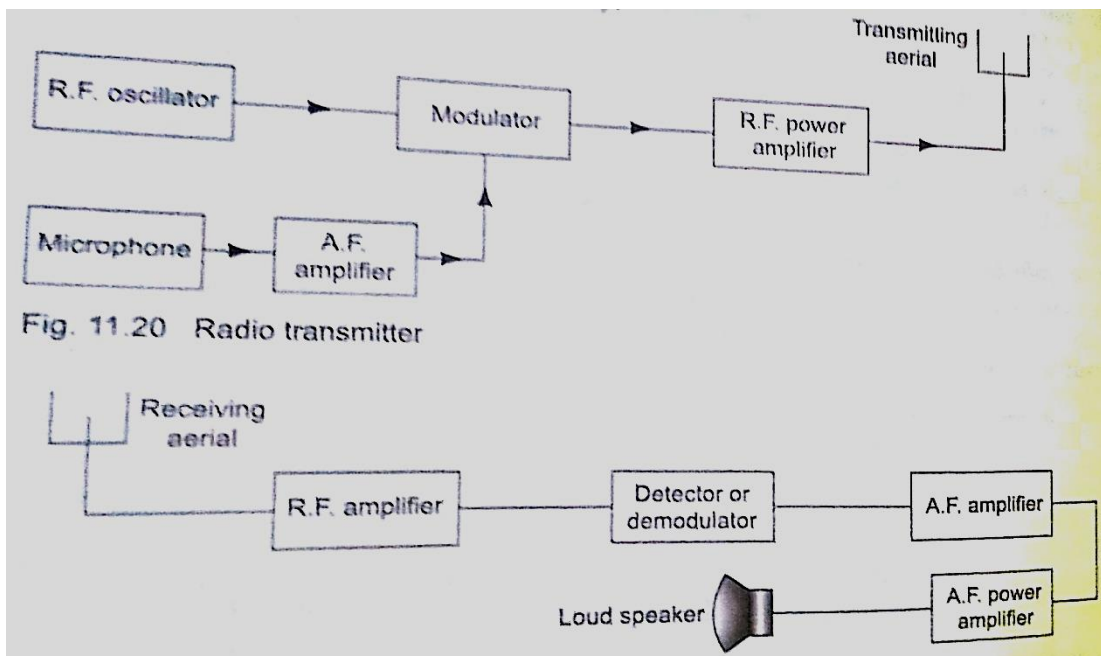 Transmitting
aerial
R.F. oscillator
Modulator
R.F. power
amplifier
Microphone
A.F.
amplifier
Fig. 11.20 Radio transmitter
Receiving
aerial
R.F. amplifier
Detector or
demodulator
A.F. amplifier
Loud speaker
A.F. power
amplifier